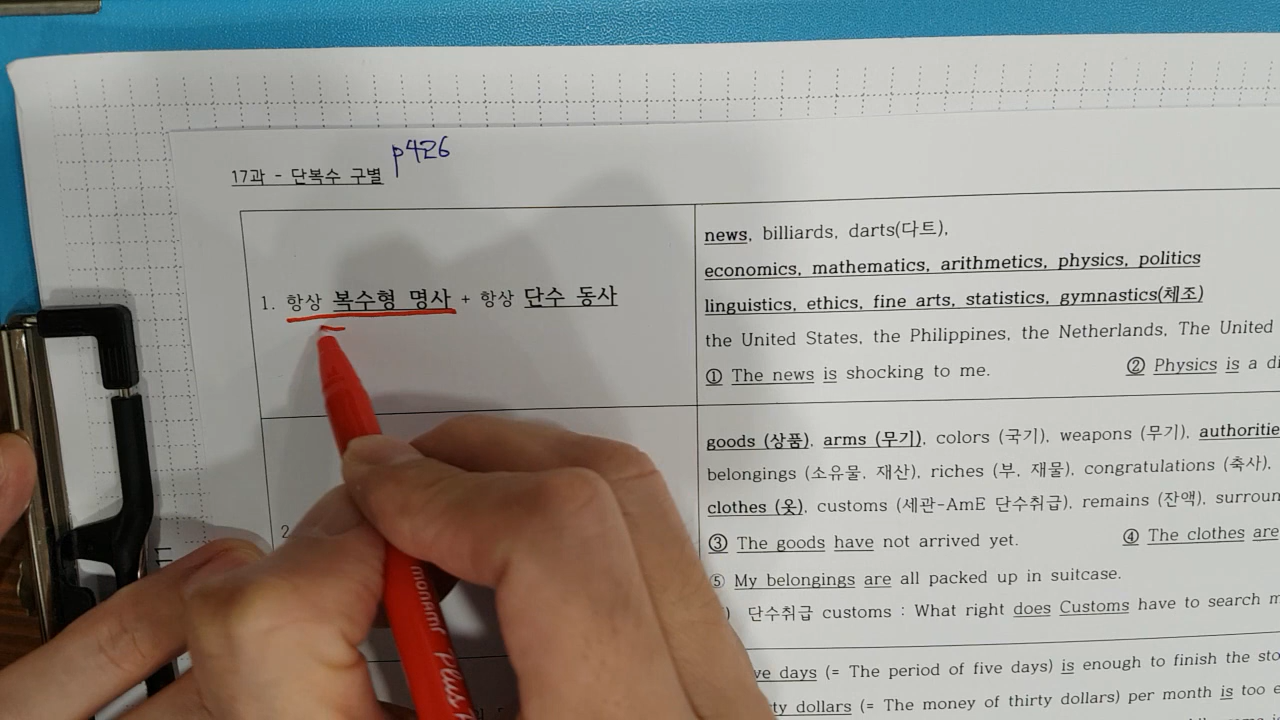 p426
17과 - 단복수 구별
1. 항상 복수형 명사 + 항상 단수 동사
news, billiards, darts(다트),
economics, mathematics, arithmetics, physics, politics
linguistics, ethics, fine arts, statistics, gymnastics(体조)
the United States, the Philippines, the Netherlands, The United
① The news is shocking to me. ② Physics is a
2
goods (상품), arms (무기), colors (국기), weapons (무기),
belongings (소유물, 재산), riches (부, 재물), congratulations (축사),
clothes (옷), customs (세관-AmE 단수취급), remains (잔액),
③ The goods have not arrived yet. ④ The clothes are
⑤ My belongings are all packed up in suitcase.
) 단수취급 customs : What right does Customs have to search
days (= The period of five days) is enough to finish the
dollars (= The money of thirty dollars) per month is too
monami Plus